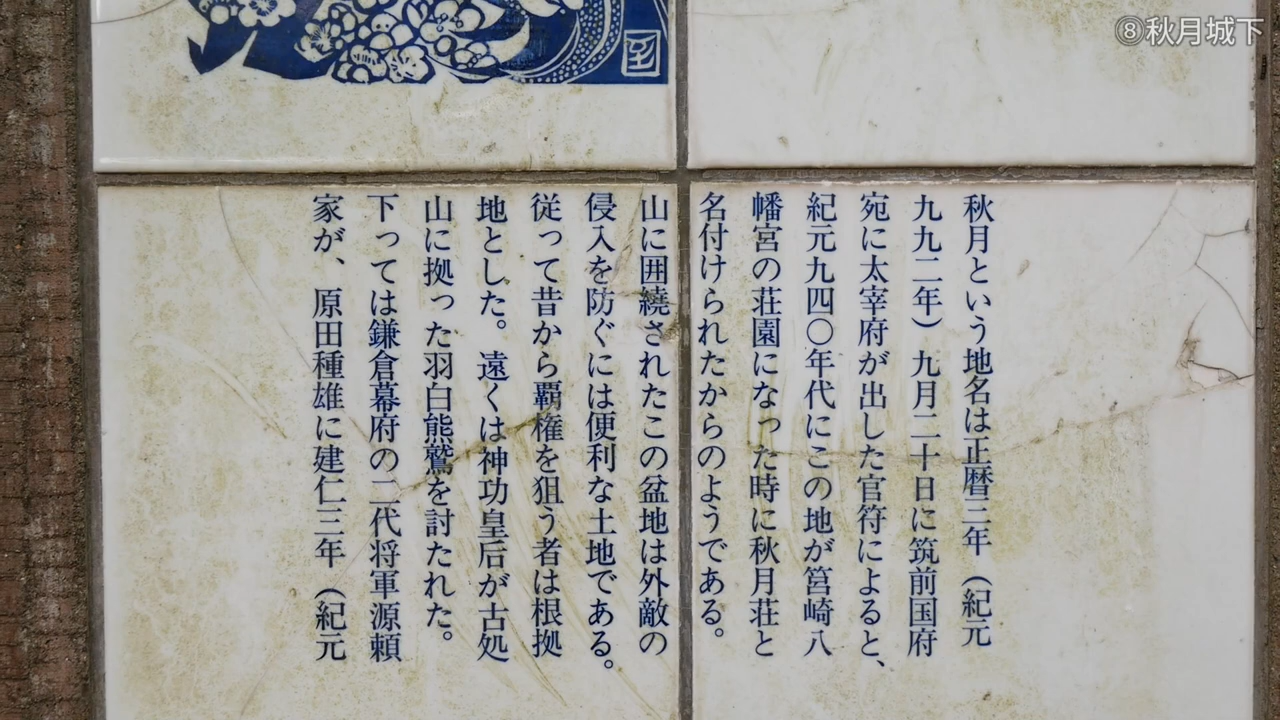 ⑧秋月城下
秋月という地名は正暦三年（紀元
九九二年）九月二十日に筑前国府
宛に太宰府が出した官符によると、
紀元九四〇年代にこの地が筥崎八
幡宮の荘園になった時に秋月荘と
名付けられたからのようである。
山に囲繞されたこの盆地は外敵の
侵入を防ぐには便利な土地である。
従って昔から覇権を狙う者は根拠
地とした。遠くは神功皇后が古処
山に拠った羽白熊鷲を討たれた。
下っては鎌倉幕府の二代将軍源頼
家が、原田種雄に建仁三年（紀元